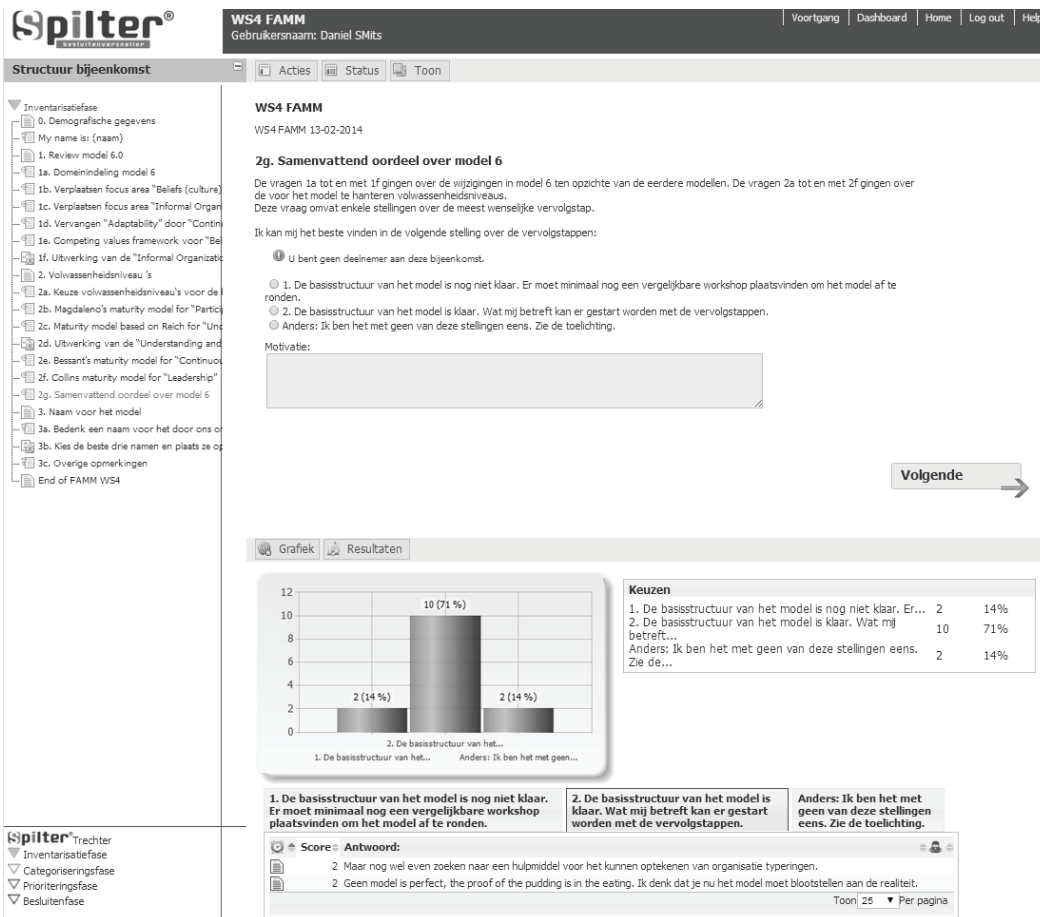 Spilter®
besluitenversneller
WS4 FAMM
Gebruikersnaam: Daniel SMits
Voortgang | Dashboard | Home | Log out | Help
Structuur bijeenkomst
Acties
Status
Toon
Inventarisatiefase
0. Demografische gegevens
My name is: (naam)
1. Review model 6.0
1a. Domeinindeling model 6
1b. Verplaatsen focus area "Beliefs (culture)
1c. Verplaatsen focus area "Informal Organi
1d. Vervangen "Adaptability" door "Contin
1e. Competing values framework voor "Bel
1f. Uitwerking van de "Informal Organizatio
2. Volwassenheidsniveau 's
2a. Keuze volwassenheidsniveau's voor de
2b. Magdaleno's maturity model for "Partici
2c. Maturity model based on Reich for "Und
2d. Uitwerking van de "Understanding and
2e. Bessant's maturity model for "Continuou
2f. Collins maturity model for "Leadership"
2g. Samenvattend oordeel over model 6
3. Naam voor het model
3a. Bedenk een naam voor het door ons o
3b. Kies de beste drie namen en plaats ze op
3c. Overige opmerkingen
End of FAMM WS4
WS4 FAMM
WS4 FAMM 13-02-2014
2g. Samenvattend oordeel over model 6
De vragen 1a tot en met 1f gingen over de wijzigingen in model 6 ten opzichte van de eerdere modellen. De vragen 2a tot en met 2f gingen over
de voor het model te hanteren volwassenheidsniveaus.
Deze vraag omvat enkele stellingen over de meest wenselijke vervolgstap.
Ik kan mij het beste vinden in de volgende stelling over de vervolgstappen:
U bent geen deelnemer aan deze bijeenkomst.
1. De basisstructuur van het model is nog niet klaar. Er moet minimaal nog een vergelijkbare workshop plaatsvinden om het model af te
ronden.
2. De basisstructuur van het model is klaar. Wat mij betreft kan er gestart worden met de vervolgstappen.
Anders: Ik ben het met geen van deze stellingen eens. Zie de toelichting.
Motivatie:
Volgende
Grafiek
Resultaten
12
10
8
6
4
2
0
10 (71 %)
2 (14 %)
2 (14 %)
2. De basisstructuur van het...
1. De basisstructuur van het...
Anders: Ik ben het met geen...
Keuzen
1. De basisstructuur van het model is nog niet klaar. Er... 2 14%
2. De basisstructuur van het model is klaar. Wat mij
betreft... 10 71%
Anders: Ik ben het met geen van deze stellingen eens.
Zie de... 2 14%
1. De basisstructuur van het model is nog niet klaar.
Er moet minimaal nog een vergelijkbare workshop
plaatsvinden om het model af te ronden.
2. De basisstructuur van het model is
klaar. Wat mij betreft kan er gestart
worden met de vervolgstappen.
Anders: Ik ben het met
geen van deze stellingen
eens. Zie de toelichting.
Score Antwoord:
2 Maar nog wel even zoeken naar een hulpmiddel voor het kunnen optekenen van organisatie typeringen.
2 Geen model is perfect, the proof of the pudding is in the eating. Ik denk dat je nu het model moet blootstellen aan de realiteit.
Toon 25 Per pagina
Spilter® Trechter
Inventarisatiefase
Categoriseringsfase
Prioriteringsfase
Besluitenfase